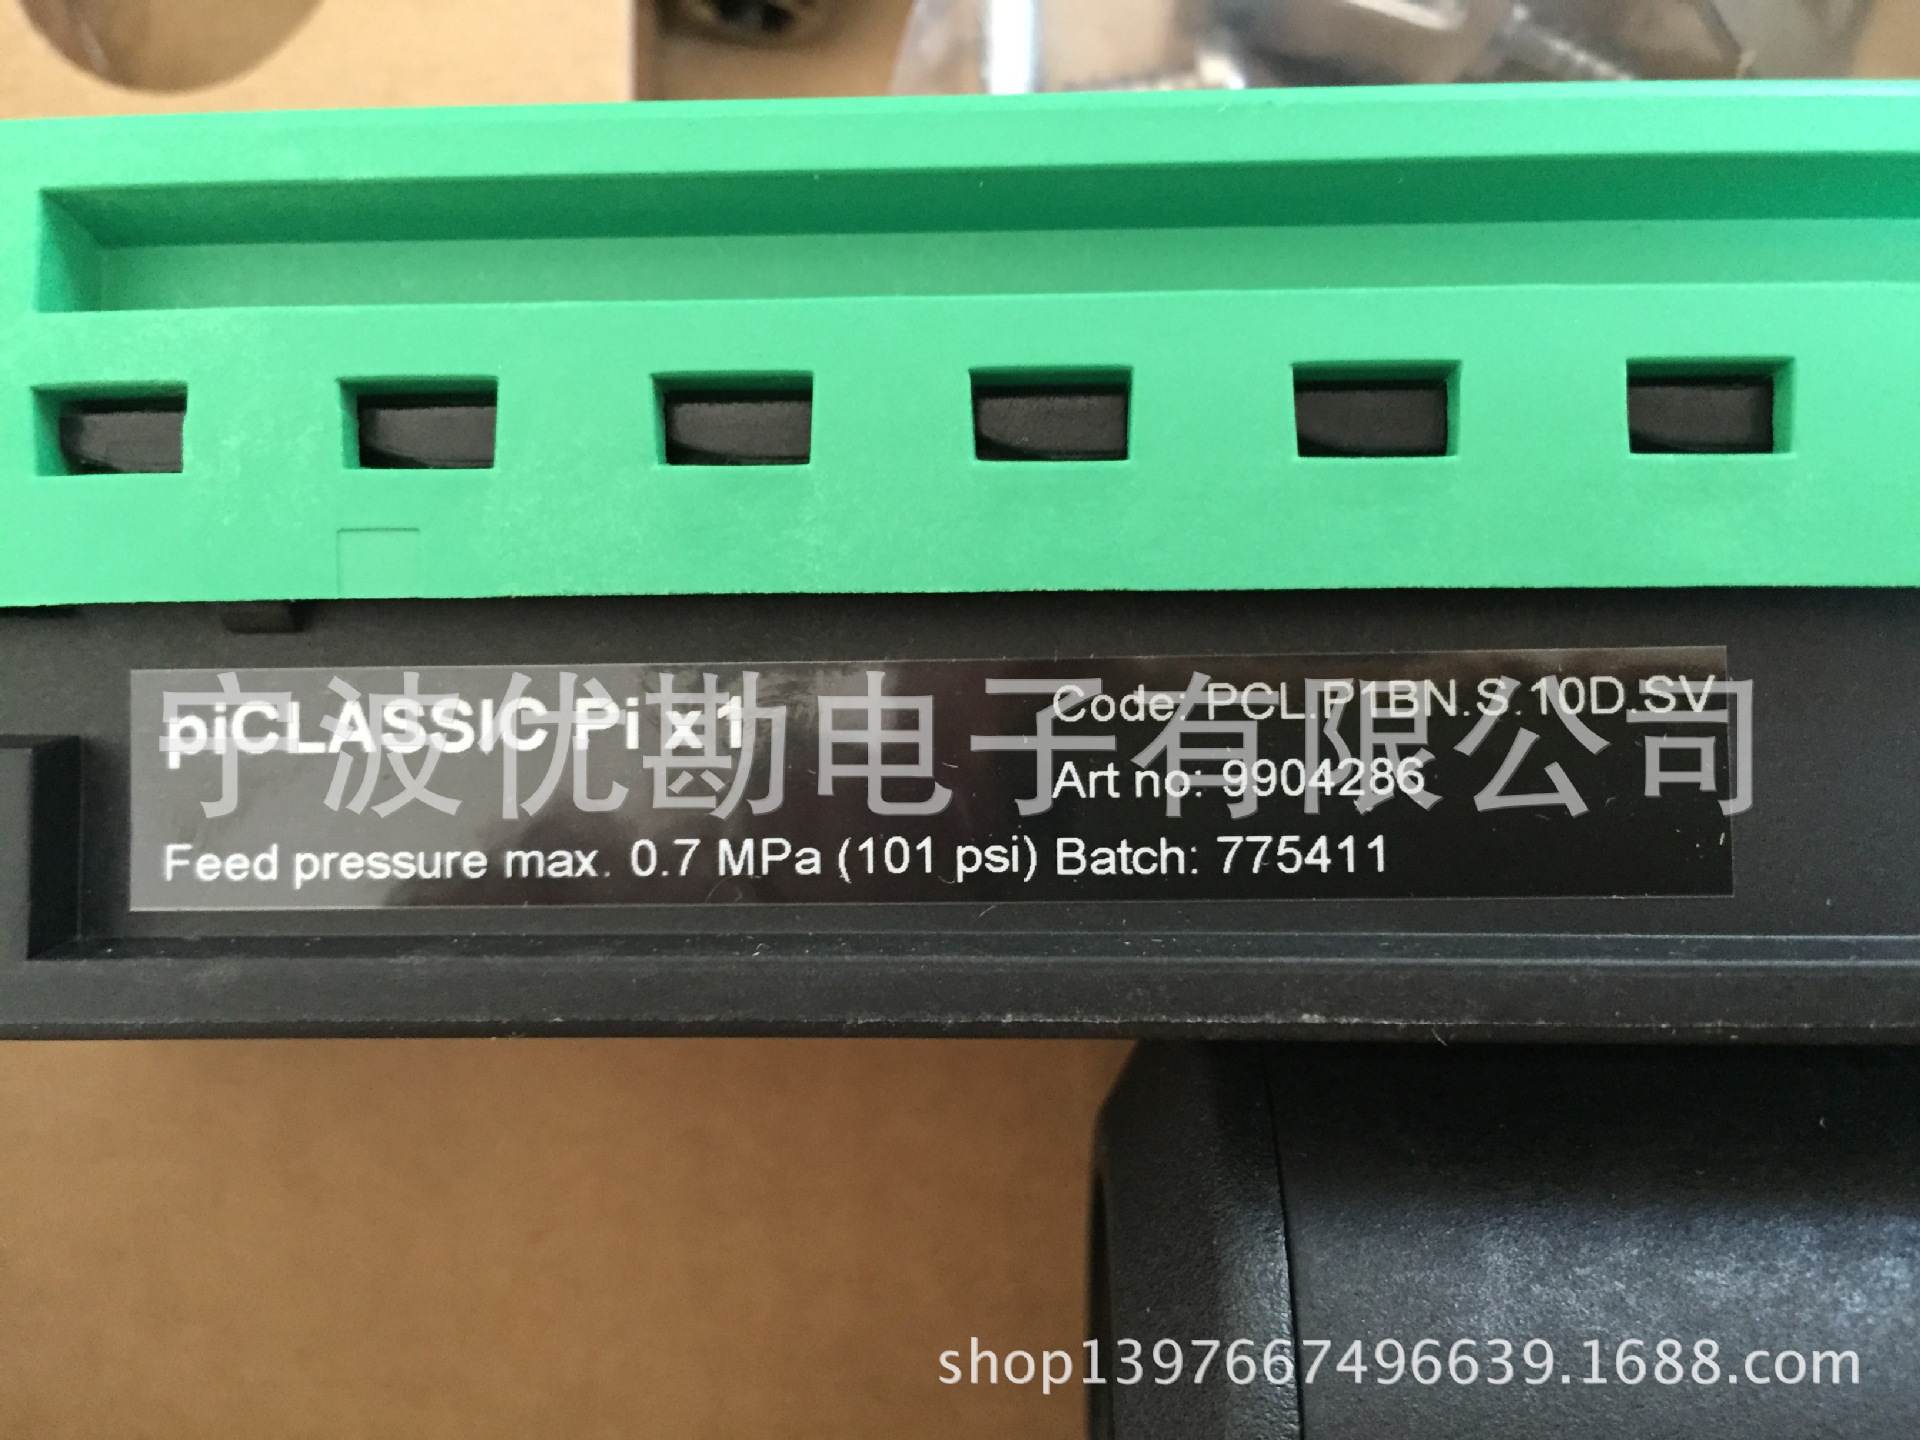 piCLASSIC Pi x1
Feed pressure max. 0.7 MPa (101 psi)
Code: PCL.P1BN.S.10D.SV
Art no: 9904286
Batch: 775411
宁波优勘电子有限公司
shop1397667496639.1688.com